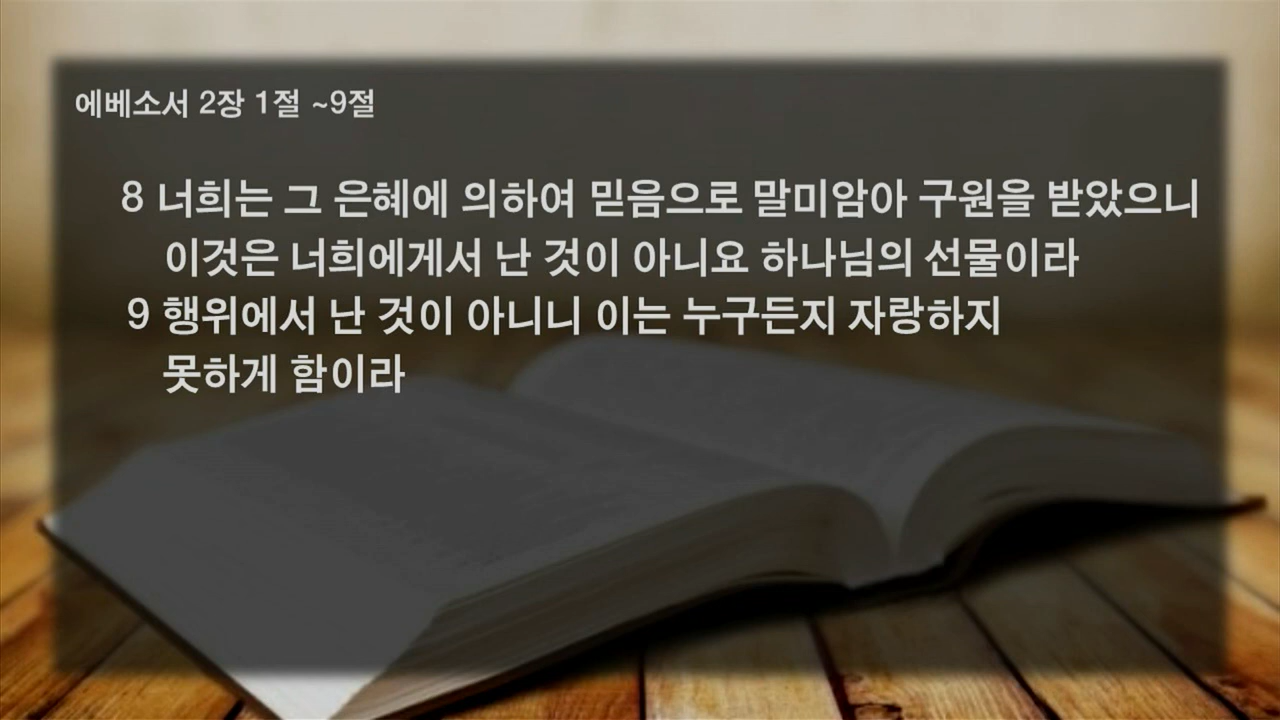 에베소서 2장 1절 ~9절
8 너희는 그 은혜에 의하여 믿음으로 말미암아 구원을 받았으니
이것은 너희에게서 난 것이 아니요 하나님의 선물이라
9 행위에서 난 것이 아니니 이는 누구든지 자랑하지
못하게 함이라